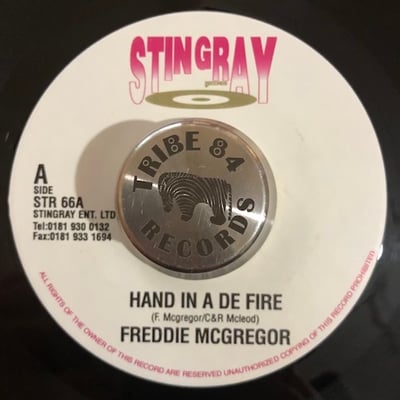 STINGRAY
TRIBE 84
RECORDS
A
SIDE
STR 66A
STINGRAY ENT. LTD
Tel:0181 930 0132
Fax:0181 933 1694
HAND IN A DE FIRE
(F. Mcgregor/C&R Mcleod)
FREDDIE MCGREGOR
ALL RIGHTS OF THE OWNER OF THIS RECORD ARE RESERVED UNAUTHORIZED COPYING OF THIS RECORD PROHIBITED